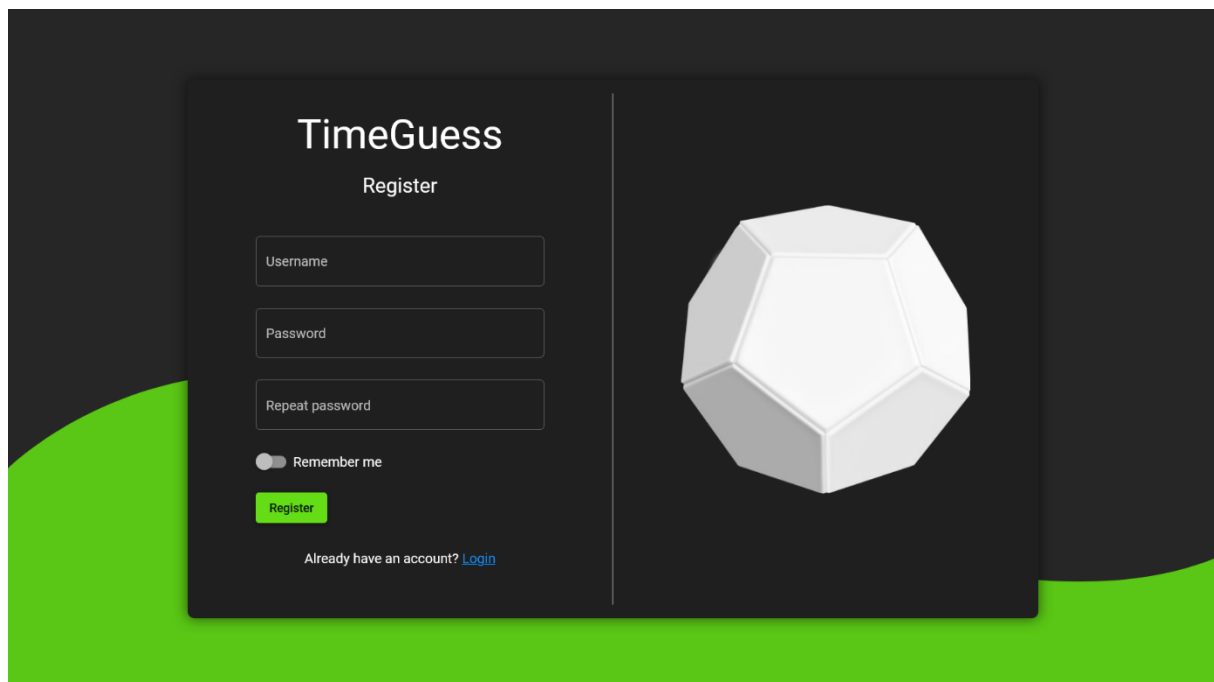 TimeGuess
Register
Username
Password
Repeat password
Remember me
Register
Already have an account? Login